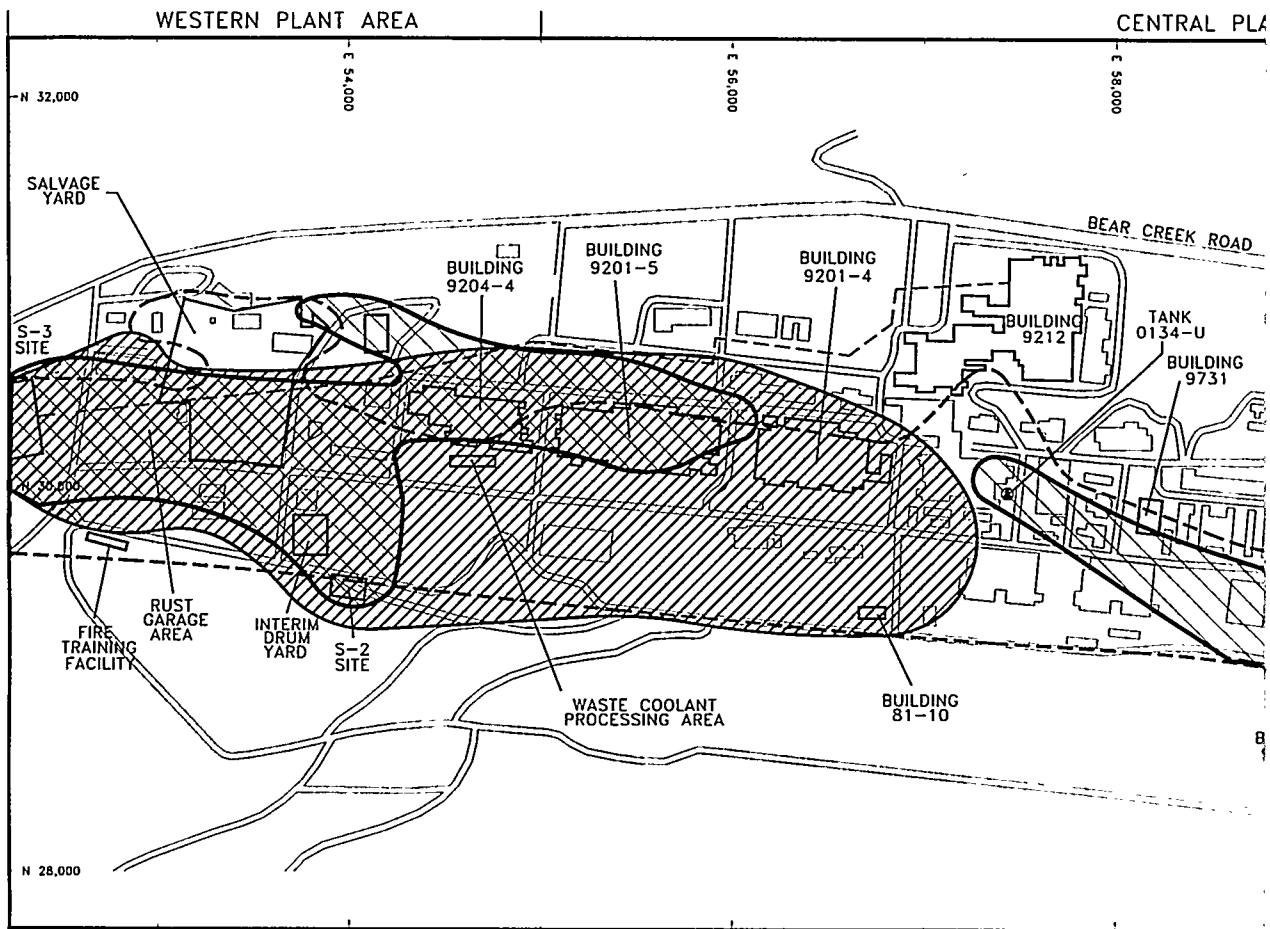 WESTERN PLANT AREA
CENTRAL PLA
E 54,000
E 56,000
E 58,000
N 32,000
SALVAGE
YARD
BEAR CREEK ROAD
BUILDING
9204-4
BUILDING
9201-5
BUILDING
9201-4
BUILDING
9212
TANK
0134-U
BUILDING
9731
S-3
SITE
N 30,000
RUST
GARAGE
AREA
FIRE
TRAINING
FACILITY
INTERIM
DRUM
YARD
S-2
SITE
WASTE COOLANT
PROCESSING AREA
BUILDING
81-10
B
N 28,000